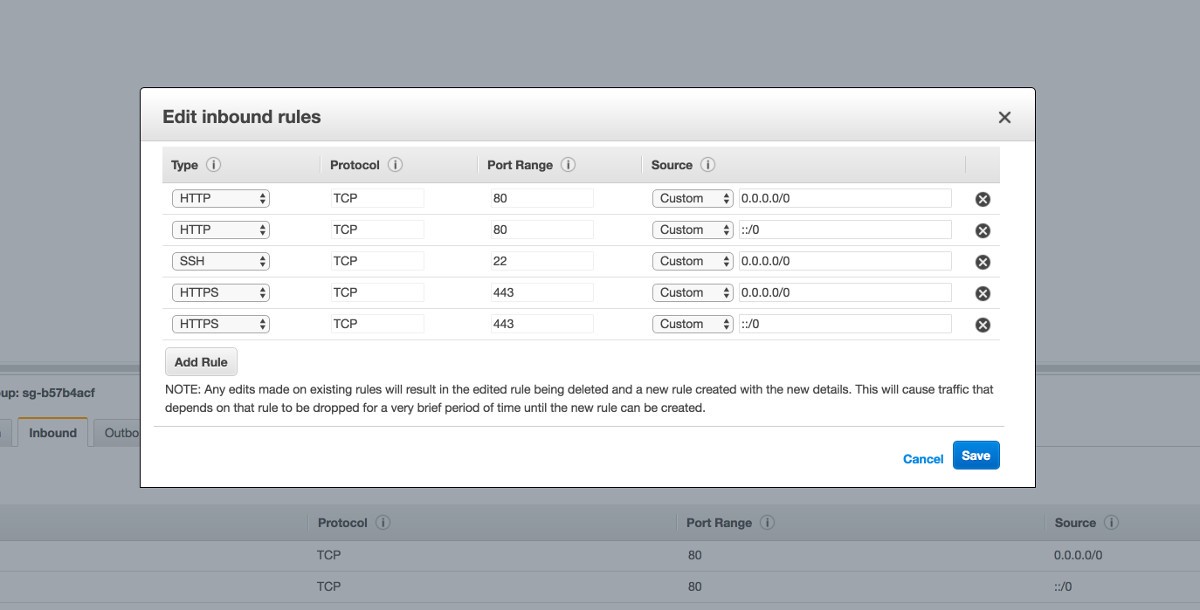 Edit inbound rules
Type Protocol Port Range Source
HTTP TCP 80 Custom 0.0.0.0/0
HTTP TCP 80 Custom ::/0
SSH TCP 22 Custom 0.0.0.0/0
HTTPS TCP 443 Custom 0.0.0.0/0
HTTPS TCP 443 Custom ::/0
Add Rule
NOTE: Any edits made on existing rules will result in the edited rule being deleted and a new rule created with the new details. This will cause traffic that
depends on that rule to be dropped for a very brief period of time until the new rule can be created.
Cancel Save
up: sg-b57b4acf
Inbound Outbo
Protocol Port Range Source
TCP 80 0.0.0.0/0
TCP 80 ::/0